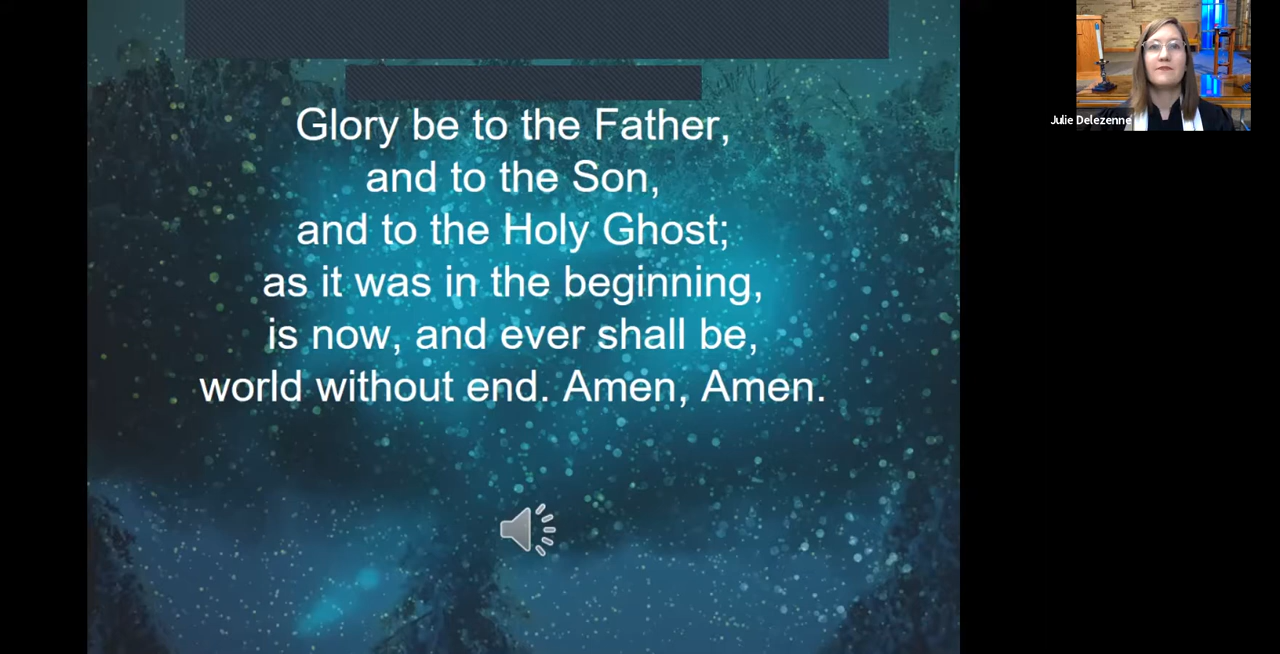 Glory be to the Father,
and to the Son,
and to the Holy Ghost;
as it was in the beginning,
is now, and ever shall be,
world without end. Amen, Amen.
Julie Delezenne